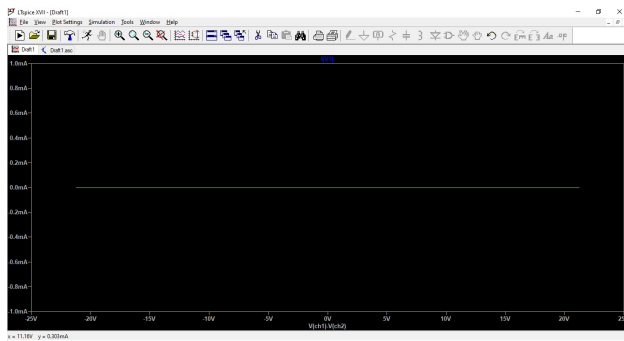 LTspice XVII - [Draft1]
File View Plot Settings Simulation Tools Window Help
Draft1 Draft1.asc
1.0mA
0.8mA
0.6mA
0.4mA
0.2mA
0.0mA
-0.2mA
-0.4mA
-0.6mA
-0.8mA
-1.0mA
-25V -20V -15V -10V -5V 0V 5V 10V 15V 20V 25
V(ch1)-V(ch2)
x = 11.16V y = 0.303mA